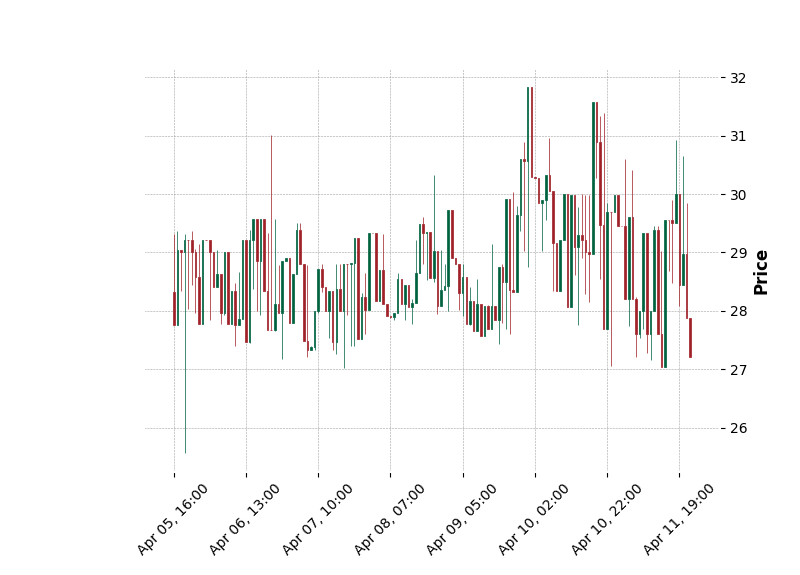 32
31
30
29
28
27
26
Price
Apr 05, 16:00
Apr 06, 13:00
Apr 07, 10:00
Apr 08, 07:00
Apr 09, 05:00
Apr 10, 02:00
Apr 10, 22:00
Apr 11, 19:00